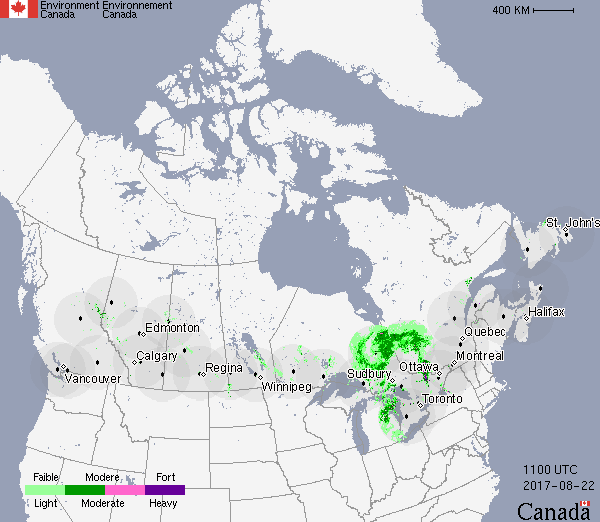 Environment Environnement
Canada Canada
400 KM
St. John's
Halifax
Edmonton
Quebec
Calgary
Montreal
Regina
Sudbury
Ottawa
Vancouver
Winnipeg
Toronto
1100 UTC
2017-08-22
Faible Modere Fort
Light Moderate Heavy
Canada